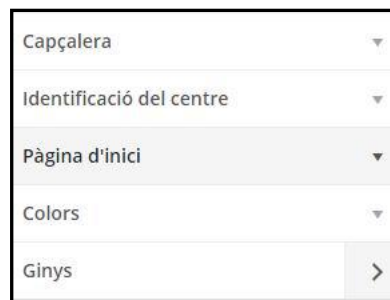 Capçalera
Identificació del centre
Pàgina d'inici
Colors
Ginys